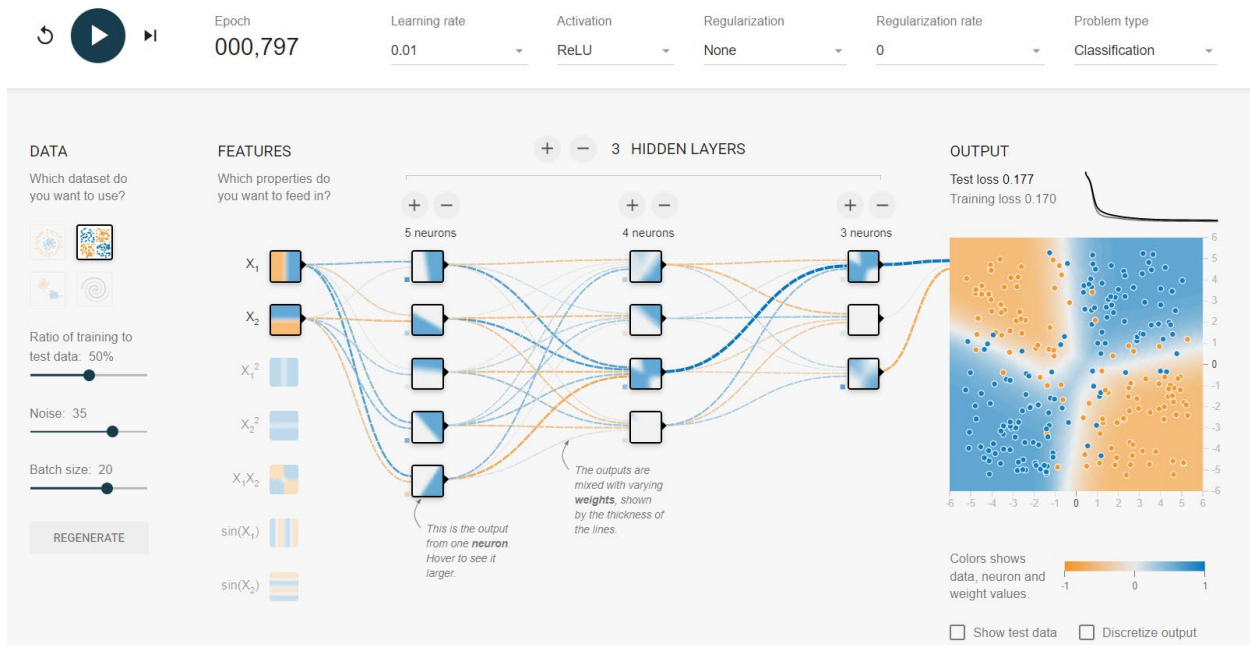 Epoch
000,797
Learning rate
0.01
Activation
ReLU
Regularization
None
Regularization rate
0
Problem type
Classification
DATA
Which dataset do
you want to use?
Ratio of training to
test data: 50%
Noise: 35
Batch size: 20
REGENERATE
FEATURES
Which properties do
you want to feed in?
X₁
X₂
X₁²
X₂²
X₁X₂
sin(X₁)
sin(X₂)
+ − 3 HIDDEN LAYERS
+ −
5 neurons
+ −
4 neurons
+ −
3 neurons
This is the output
from one neuron.
Hover to see it
larger.
The outputs are
mixed with varying
weights, shown
by the thickness of
the lines.
OUTPUT
Test loss 0.177
Training loss 0.170
6
5
4
3
2
1
0
-1
-2
-3
-4
-5
-6
-6 -5 -4 -3 -2 -1 0 1 2 3 4 5 6
Colors shows
data, neuron and
weight values.
-1 0 1
Show test data
Discretize output